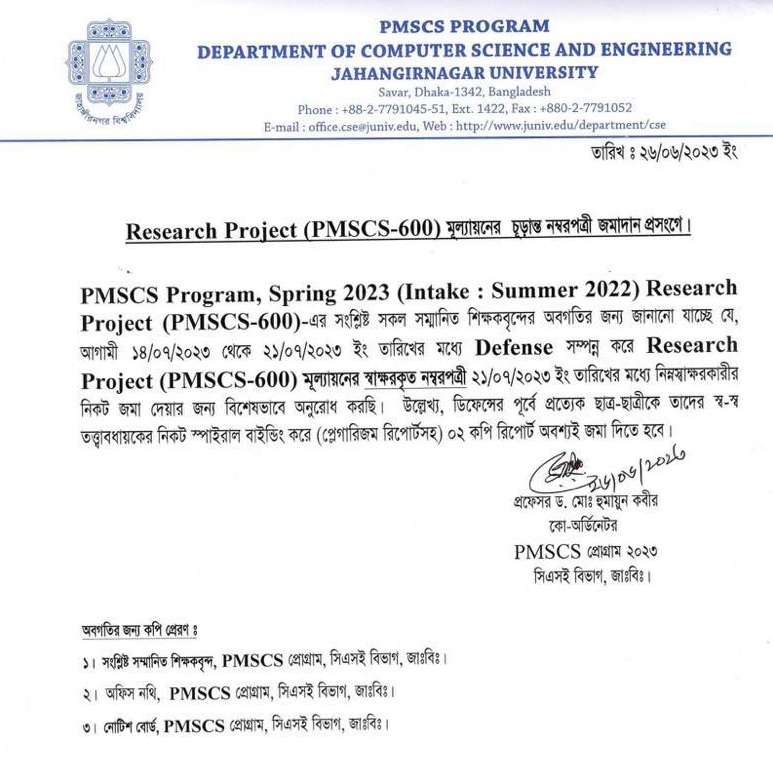 PMSCS PROGRAM
DEPARTMENT OF COMPUTER SCIENCE AND ENGINEERING
JAHANGIRNAGAR UNIVERSITY
Savar, Dhaka-1342, Bangladesh
Phone : +88-2-7791045-51, Ext. 1422, Fax : +880-2-7791052
E-mail : office.cse@juniv.edu, Web : http://www.juniv.edu/department/cse
জাহাঙ্গীরনগর বিশ্ববিদ্যালয়
তারিখ ঃ ২৬/০৬/২০২৩ ইং
Research Project (PMSCS-600) মূল্যায়নের চূড়ান্ত নম্বরপত্রী জমাদান প্রসংগে।
PMSCS Program, Spring 2023 (Intake : Summer 2022) Research
Project (PMSCS-600)-এর সংশ্লিষ্ট সকল সম্মানিত শিক্ষকবৃন্দের অবগতির জন্য জানানো যাচ্ছে যে,
আগামী ১৪/০৭/২০২৩ থেকে ২১/০৭/২০২৩ ইং তারিখের মধ্যে Defense সম্পন্ন করে Research
Project (PMSCS-600) মূল্যায়নের স্বাক্ষরকৃত নম্বরপত্রী ২১/০৭/২০২৩ ইং তারিখের মধ্যে নিম্নস্বাক্ষরকারীর
নিকট জমা দেয়ার জন্য বিশেষভাবে অনুরোধ করছি। উল্লেখ্য, ডিফেন্সের পূর্বে প্রত্যেক ছাত্র-ছাত্রীকে তাদের স্ব-স্ব
তত্ত্বাবধায়কের নিকট স্পাইরাল বাইন্ডিং করে (প্লেগারিজম রিপোর্টসহ) ০২ কপি রিপোর্ট অবশ্যই জমা দিতে হবে।
প্রফেসর ড. মোঃ হুমায়ুন কবীর
কো-অর্ডিনেটর
PMSCS প্রোগ্রাম ২০২৩
সিএসই বিভাগ, জাঃবিঃ।
অবগতির জন্য কপি প্রেরণ ঃ
১। সংশ্লিষ্ট সম্মানিত শিক্ষকবৃন্দ, PMSCS প্রোগ্রাম, সিএসই বিভাগ, জাঃবিঃ।
২। অফিস নথি, PMSCS প্রোগ্রাম, সিএসই বিভাগ, জাঃবিঃ।
৩। নোটিশ বোর্ড, PMSCS প্রোগ্রাম, সিএসই বিভাগ, জাঃবিঃ।